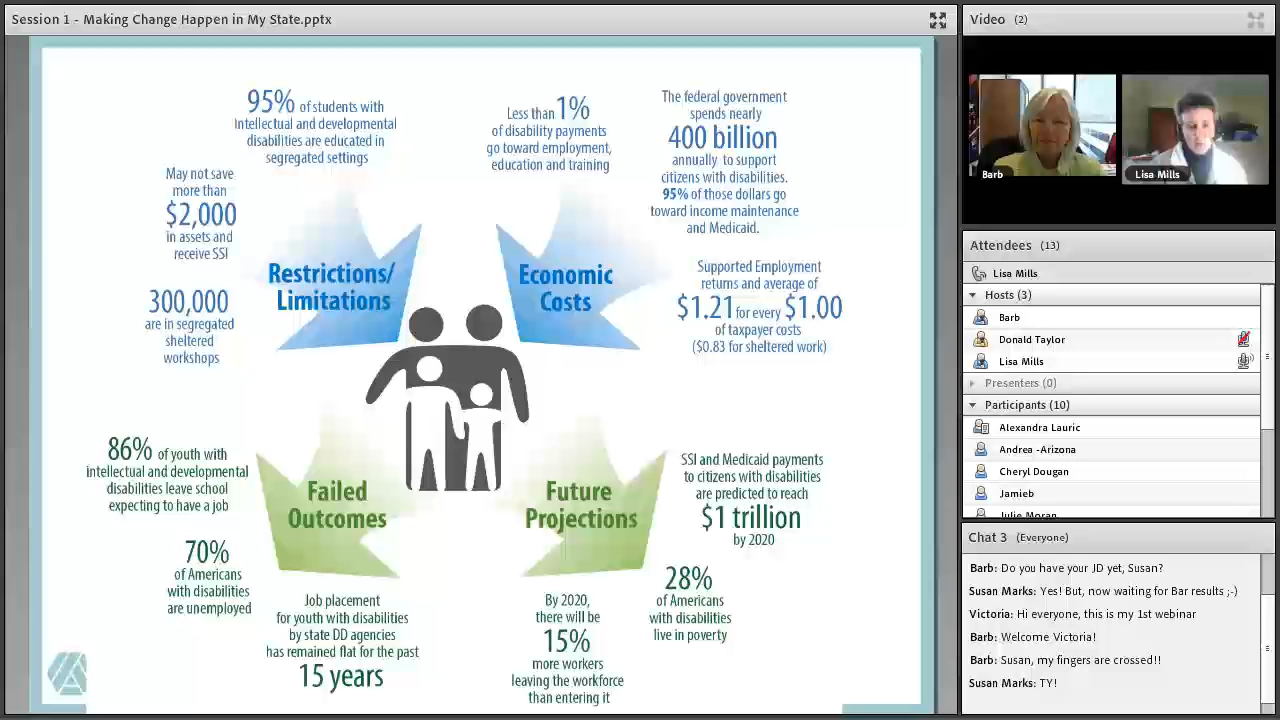 Session 1 - Making Change Happen in My State.pptx
95% of students with
intellectual and developmental
disabilities are educated in
segregated settings
May not save
more than
$2,000
in assets and
receive SSI
300,000
are in segregated
sheltered
workshops
Restrictions/
Limitations
Less than 1%
of disability payments
go toward employment,
education and training
The federal government
spends nearly
400 billion
annually to support
citizens with disabilities.
95% of those dollars go
toward income maintenance
and Medicaid.
Supported Employment
returns and average of
$1.21 for every $1.00
of taxpayer costs
($0.83 for sheltered work)
Economic
Costs
86% of youth with
intellectual and developmental
disabilities leave school
expecting to have a job
70%
of Americans
with disabilities
are unemployed
Job placement
for youth with disabilities
by state DD agencies
has remained flat for the past
15 years
Failed
Outcomes
Future
Projections
SSI and Medicaid payments
to citizens with disabilities
are predicted to reach
$1 trillion
by 2020
28%
of Americans
with disabilities
live in poverty
By 2020,
there will be
15%
more workers
leaving the workforce
than entering it
Video (2)
Barb
Lisa Mills
Attendees (13)
Lisa Mills
Hosts (3)
Barb
Donald Taylor
Lisa Mills
Presenters (0)
Participants (10)
Alexandra Lauric
Andrea -Arizona
Cheryl Dougan
Jamieb
Julie Moran
Chat 3 (Everyone)
Barb: Do you have your JD yet, Susan?
Susan Marks: Yes! But, now waiting for Bar results ;-)
Victoria: Hi everyone, this is my 1st webinar
Barb: Welcome Victoria!
Barb: Susan, my fingers are crossed!!
Susan Marks: TY!